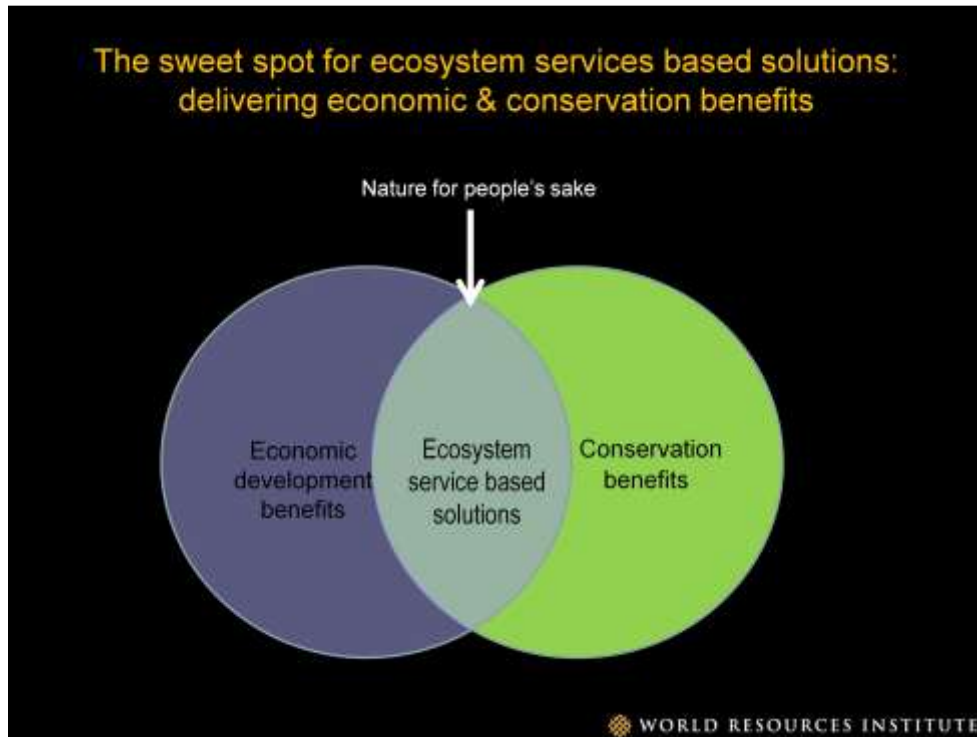 The sweet spot for ecosystem services based solutions:
delivering economic & conservation benefits
Nature for people's sake
Economic
development
benefits
Ecosystem
service based
solutions
Conservation
benefits
WORLD RESOURCES INSTITUTE